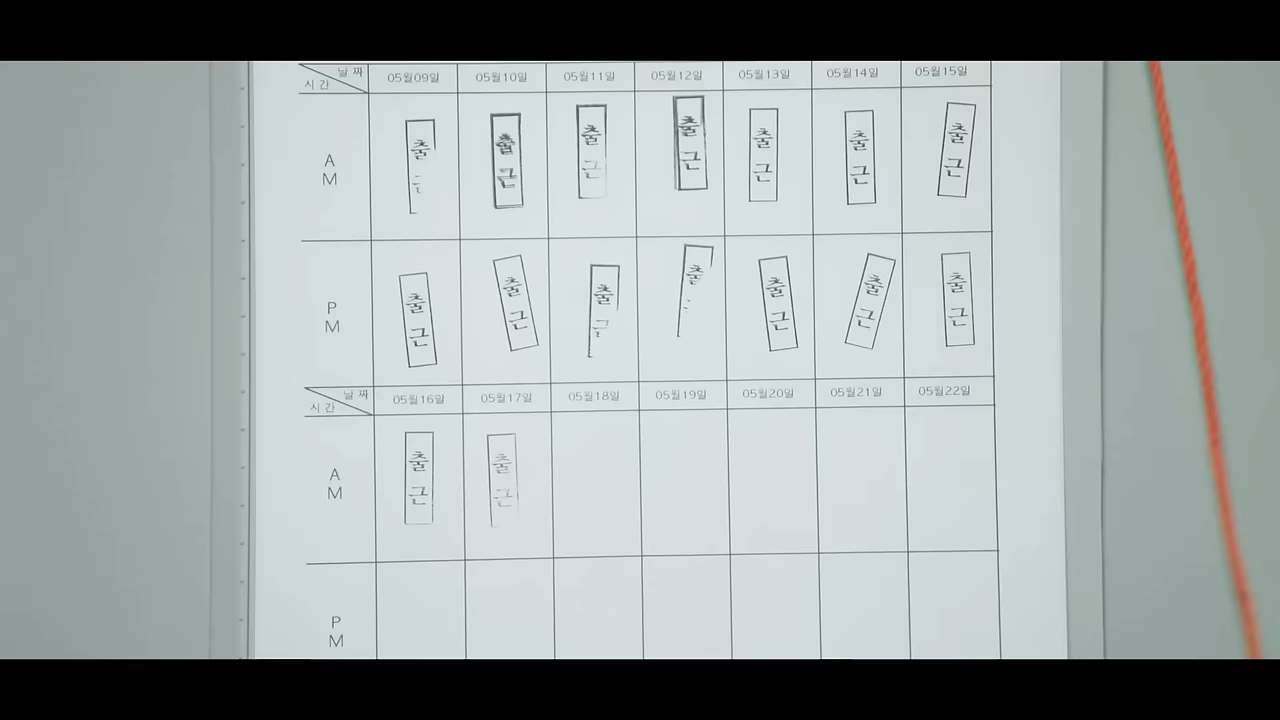 날 짜 05월09일 05월10일 05월11일 05월12일 05월13일 05월14일 05월15일
시 간
A M 출근 출근 출근 출근 출근 출근 출근
P M 출근 출근 출근 출 출근 출근 출근
날 짜 05월16일 05월17일 05월18일 05월19일 05월20일 05월21일 05월22일
시 간
A M 출근 출근
P M